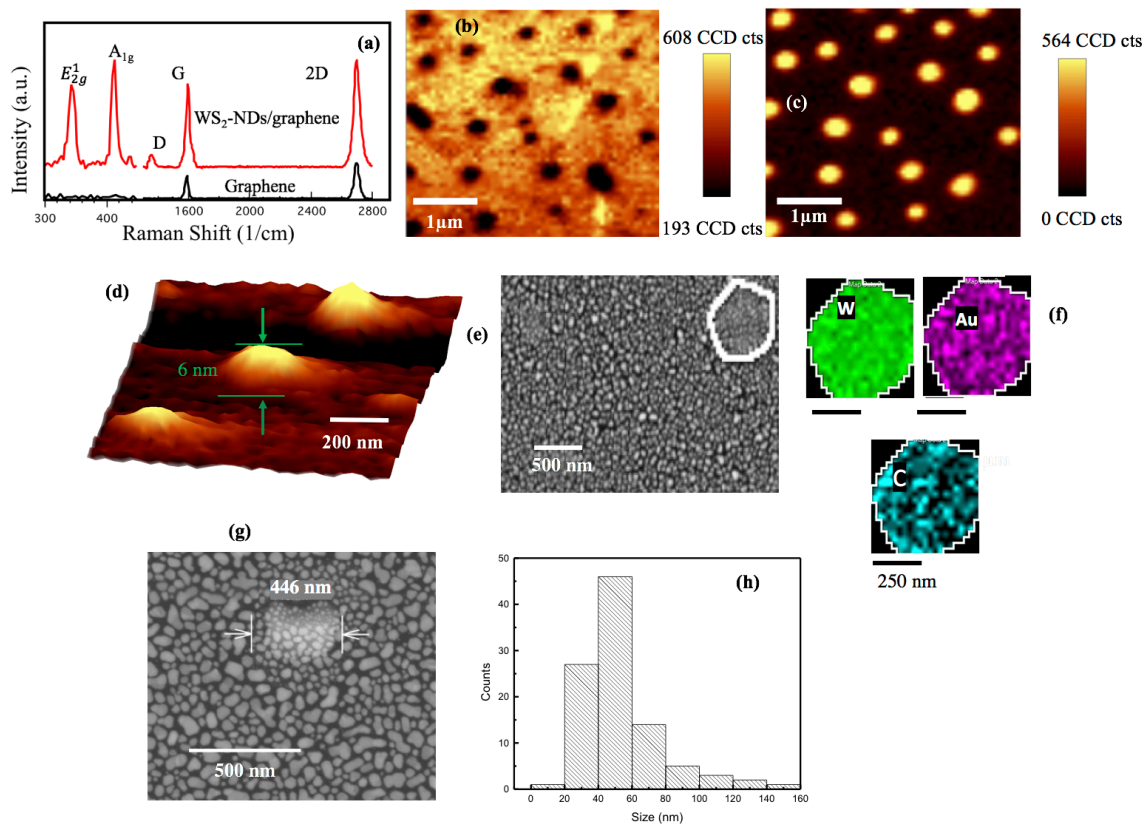 (a)
Intensity (a.u.)
E¹2g
A1g
G
2D
D
WS2-NDs/graphene
Graphene
300 400 1600 2000 2400 2800
Raman Shift (1/cm)
(b)
1µm
608 CCD cts
193 CCD cts
(c)
1µm
564 CCD cts
0 CCD cts
(d)
6 nm
200 nm
(e)
500 nm
W
Au
(f)
C
250 nm
(g)
446 nm
500 nm
(h)
Counts
50
40
30
20
10
0
0 20 40 60 80 100 120 140 160
Size (nm)